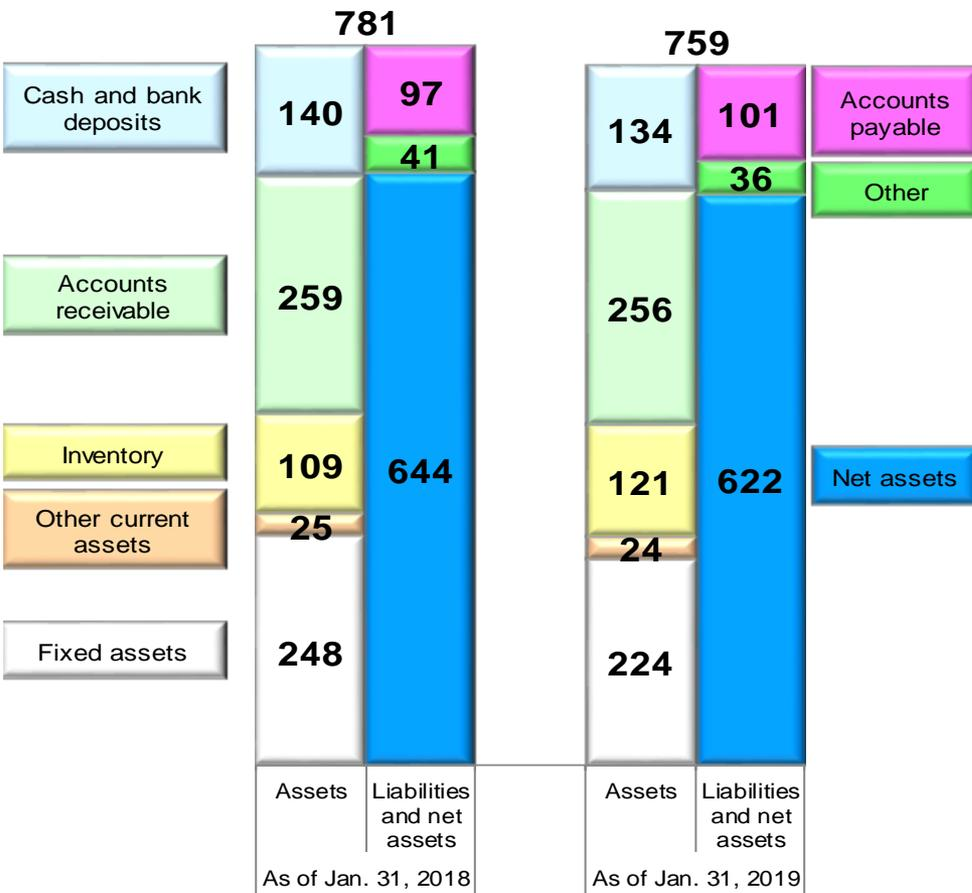 781
759
Cash and bank
deposits
140
97
134
101
Accounts
payable
41
36
Other
Accounts
receivable
259
256
Inventory
109
644
121
622
Net assets
Other current
assets
25
24
Fixed assets
248
224
Assets
Liabilities
and net
assets
Assets
Liabilities
and net
assets
As of Jan. 31, 2018
As of Jan. 31, 2019